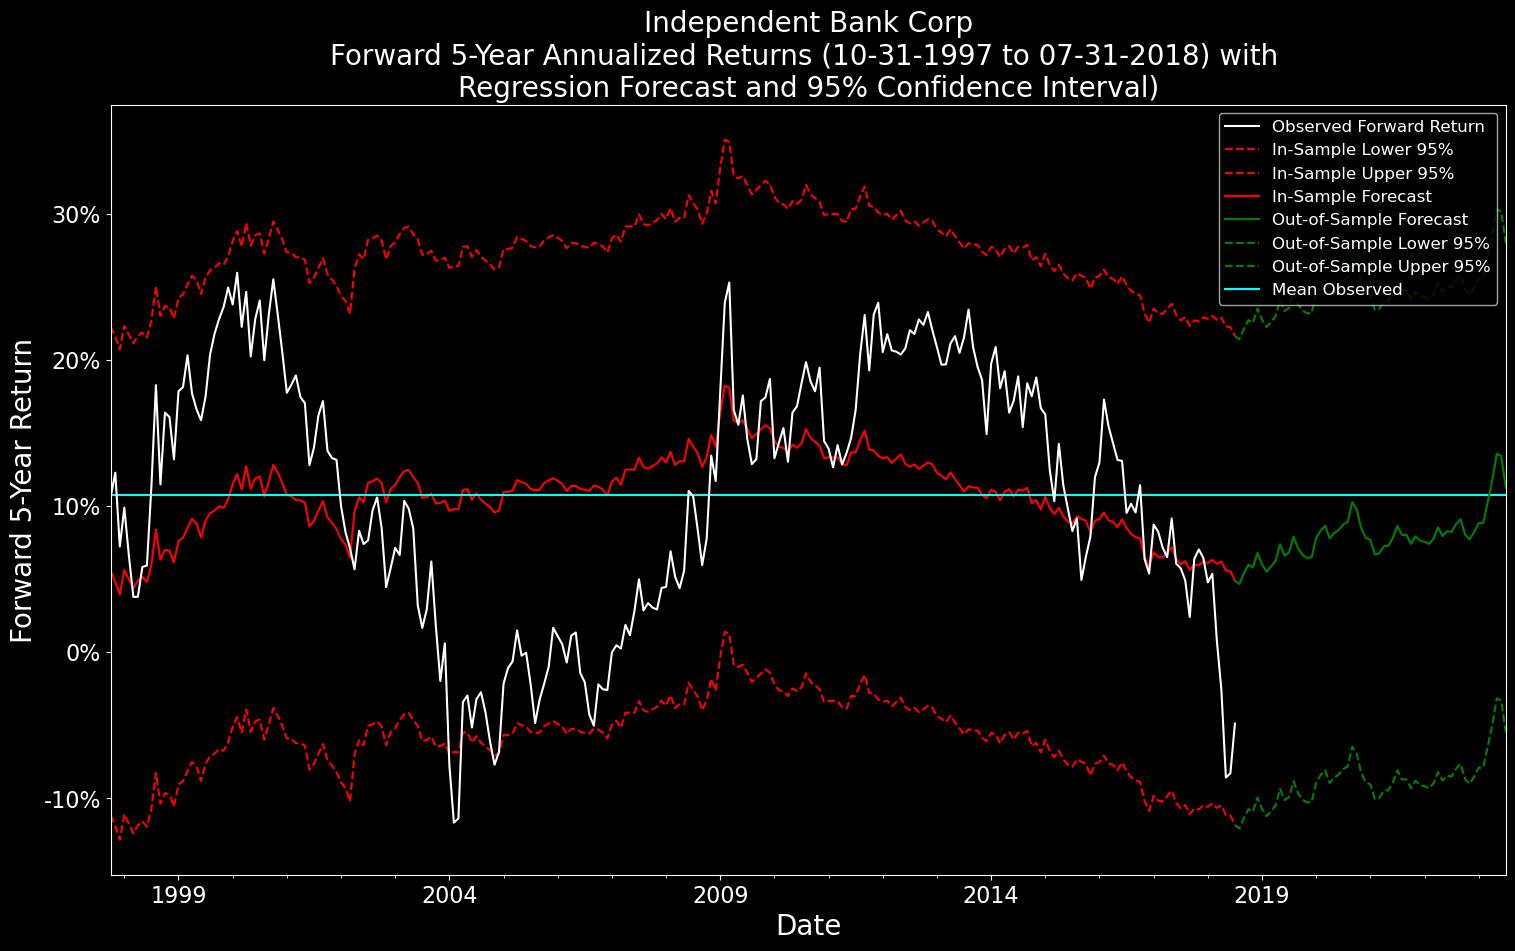 Independent Bank Corp
Forward 5-Year Annualized Returns (10-31-1997 to 07-31-2018) with
Regression Forecast and 95% Confidence Interval)
Observed Forward Return
In-Sample Lower 95%
In-Sample Upper 95%
In-Sample Forecast
Out-of-Sample Forecast
Out-of-Sample Lower 95%
Out-of-Sample Upper 95%
Mean Observed
Forward 5-Year Return
30%
20%
10%
0%
-10%
1999
2004
2009
2014
2019
Date